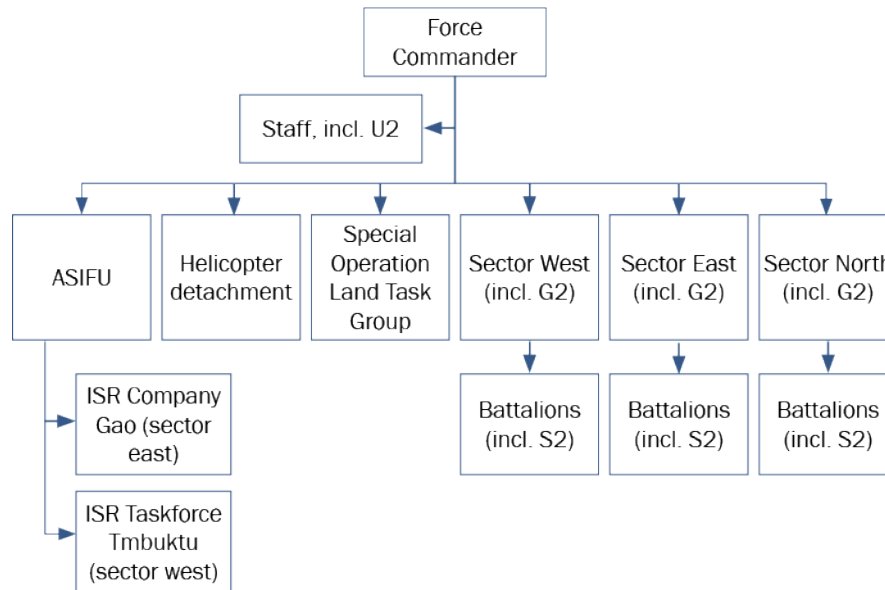 Force
Commander
Staff, incl. U2
ASIFU
Helicopter
detachment
Special
Operation
Land Task
Group
Sector West
(incl. G2)
Sector East
(incl. G2)
Sector North
(incl. G2)
ISR Company
Gao (sector
east)
Battalions
(incl. S2)
Battalions
(incl. S2)
Battalions
(incl. S2)
ISR Taskforce
Tmbuktu
(sector west)